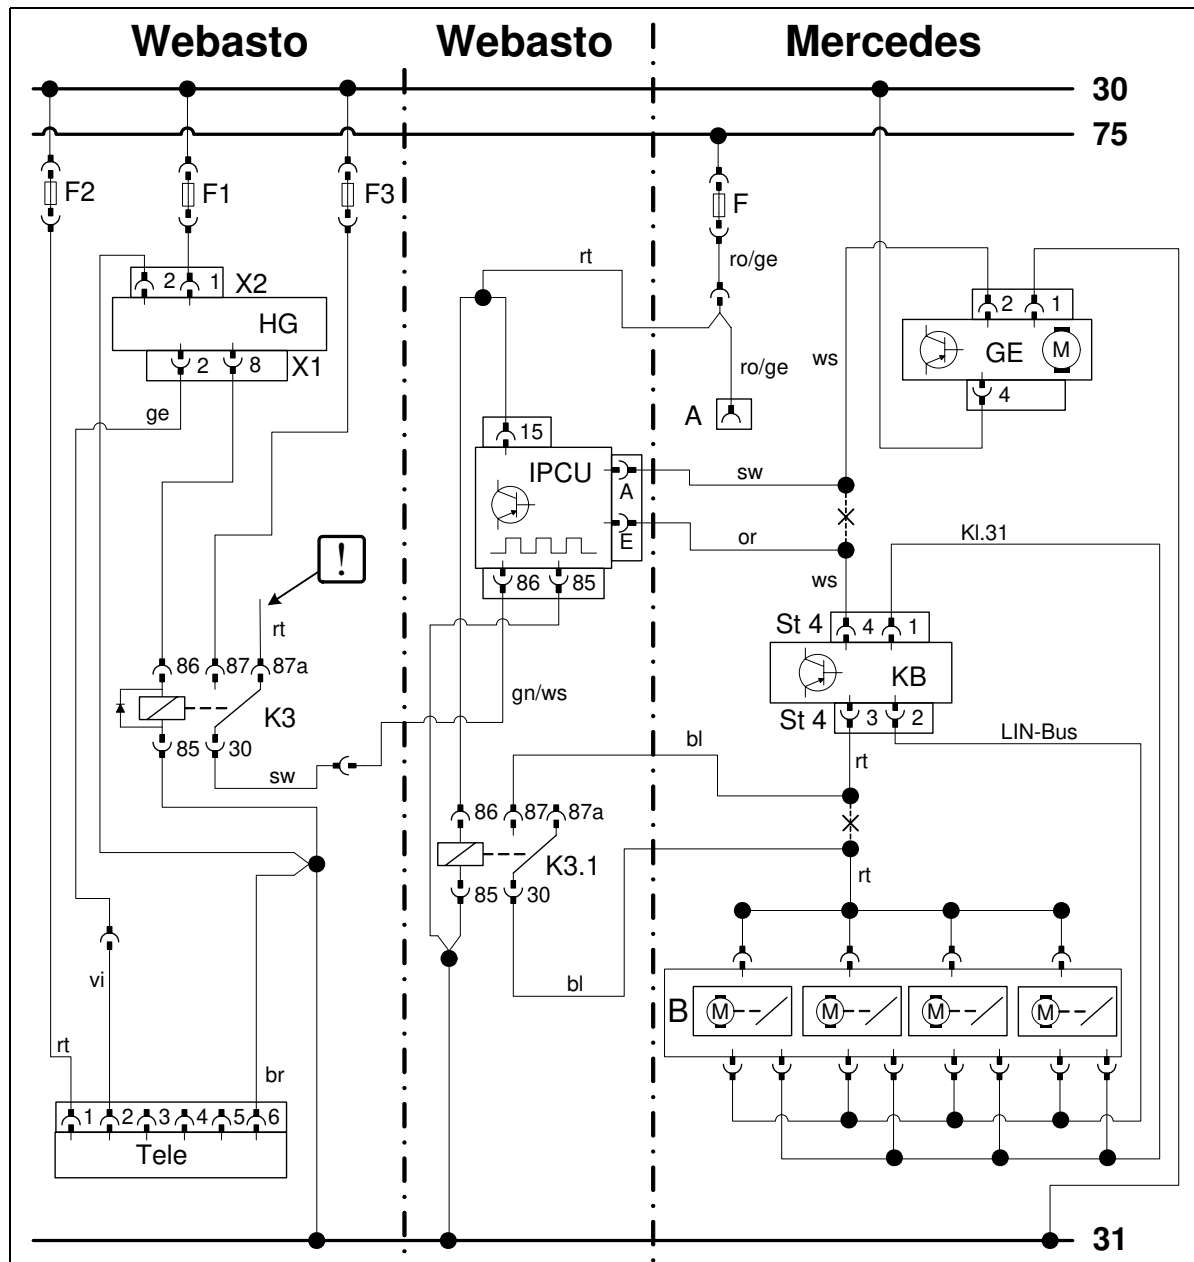 Webasto Webasto Mercedes
30
75
F2 F1 F3 F
ro/ge
rt
2 1 X2
HG
2 8 X1
2 1
GE M
4
ws
ro/ge
A
ge
15
IPCU
A
E
sw
or
86 85
Kl.31
ws
!
rt
St 4 4 1
KB
St 4 3 2
86 87 87a
K3
85 30
gn/ws
sw
LIN-Bus
bl
rt
86 87 87a
K3.1
85 30
rt
bl
vi
B M M M M
rt
br
1 2 3 4 5 6
Tele
31